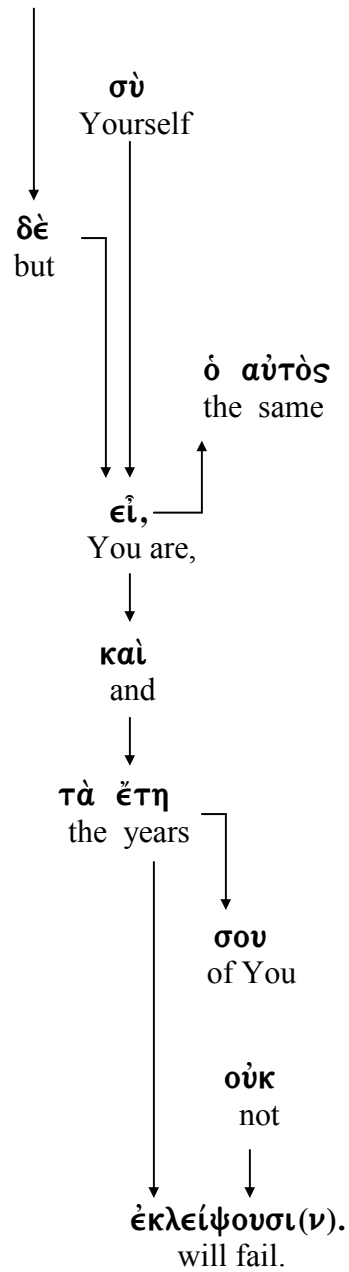 σὺ
Yourself
δὲ
but
ὁ αὐτὸς
the same
εἶ,
You are,
καὶ
and
τὰ ἔτη
the years
σου
of You
οὐκ
not
ἐκλείψουσι(ν).
will fail.